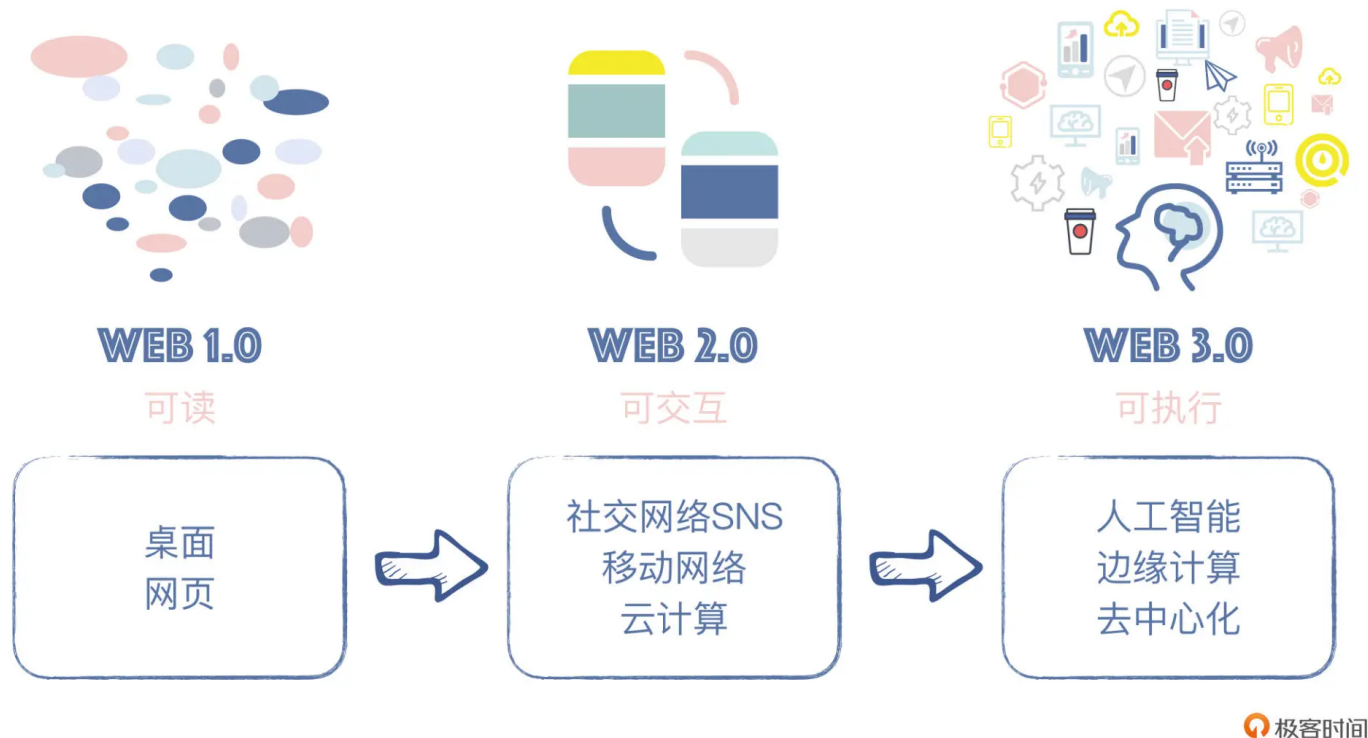 WEB 1.0
可读
桌面
网页
WEB 2.0
可交互
社交网络SNS
移动网络
云计算
WEB 3.0
可执行
人工智能
边缘计算
去中心化
极客时间